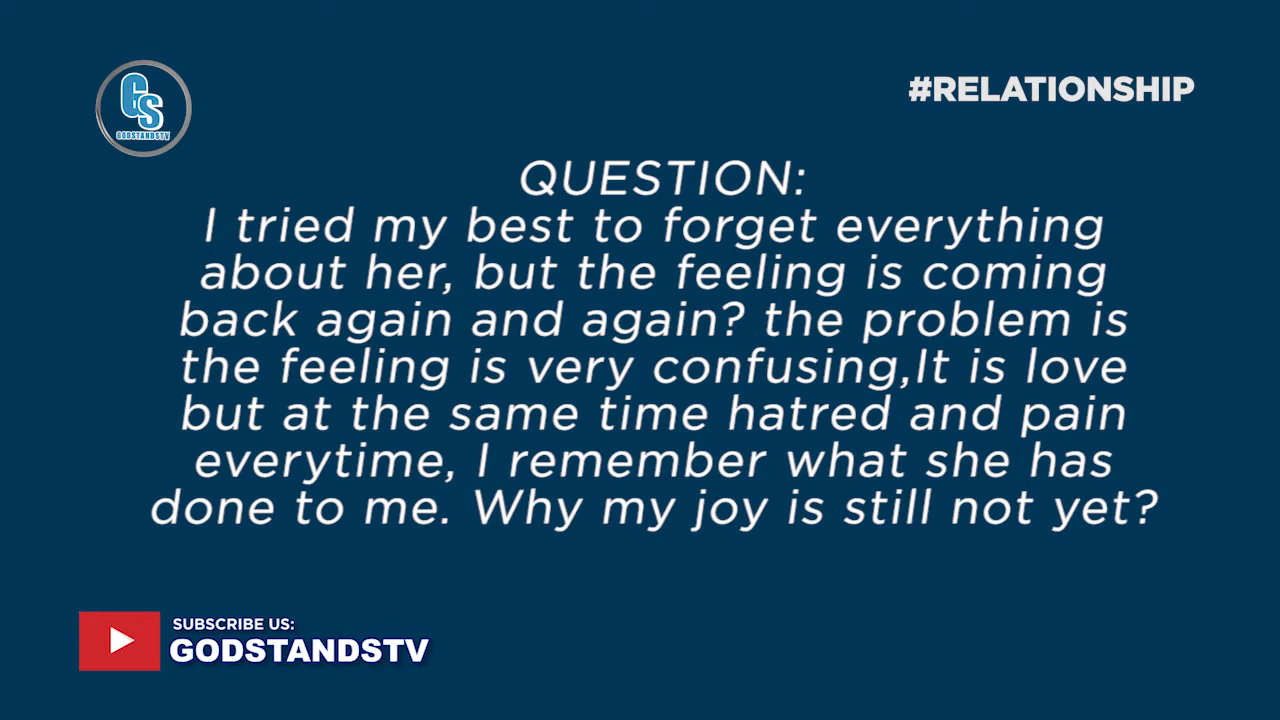 GS
GODSTANDSTV
#RELATIONSHIP
QUESTION:
I tried my best to forget everything
about her, but the feeling is coming
back again and again? the problem is
the feeling is very confusing,It is love
but at the same time hatred and pain
everytime, I remember what she has
done to me. Why my joy is still not yet?
SUBSCRIBE US:
GODSTANDSTV